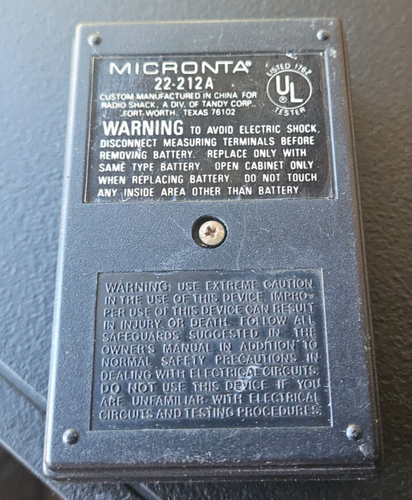 MICRONTA®
22-212A
CUSTOM MANUFACTURED IN CHINA FOR
RADIO SHACK, A DIV. OF TANDY CORP.,
FORT WORTH, TEXAS 76102
LISTED 1782
UL®
TESTER
WARNING TO AVOID ELECTRIC SHOCK,
DISCONNECT MEASURING TERMINALS BEFORE
REMOVING BATTERY. REPLACE ONLY WITH
SAME TYPE BATTERY. OPEN CABINET ONLY
WHEN REPLACING BATTERY. DO NOT TOUCH
ANY INSIDE AREA OTHER THAN BATTERY
WARNING: USE EXTREME CAUTION
IN THE USE OF THIS DEVICE. IMPRO-
PER USE OF THIS DEVICE CAN RESULT
IN INJURY OR DEATH. FOLLOW ALL
SAFEGUARDS SUGGESTED IN THE
OWNER'S MANUAL IN ADDITION TO
NORMAL SAFETY PRECAUTIONS IN
DEALING WITH ELECTRICAL CIRCUITS.
DO NOT USE THIS DEVICE IF YOU
ARE UNFAMILIAR WITH ELECTRICAL
CIRCUITS AND TESTING PROCEDURES.